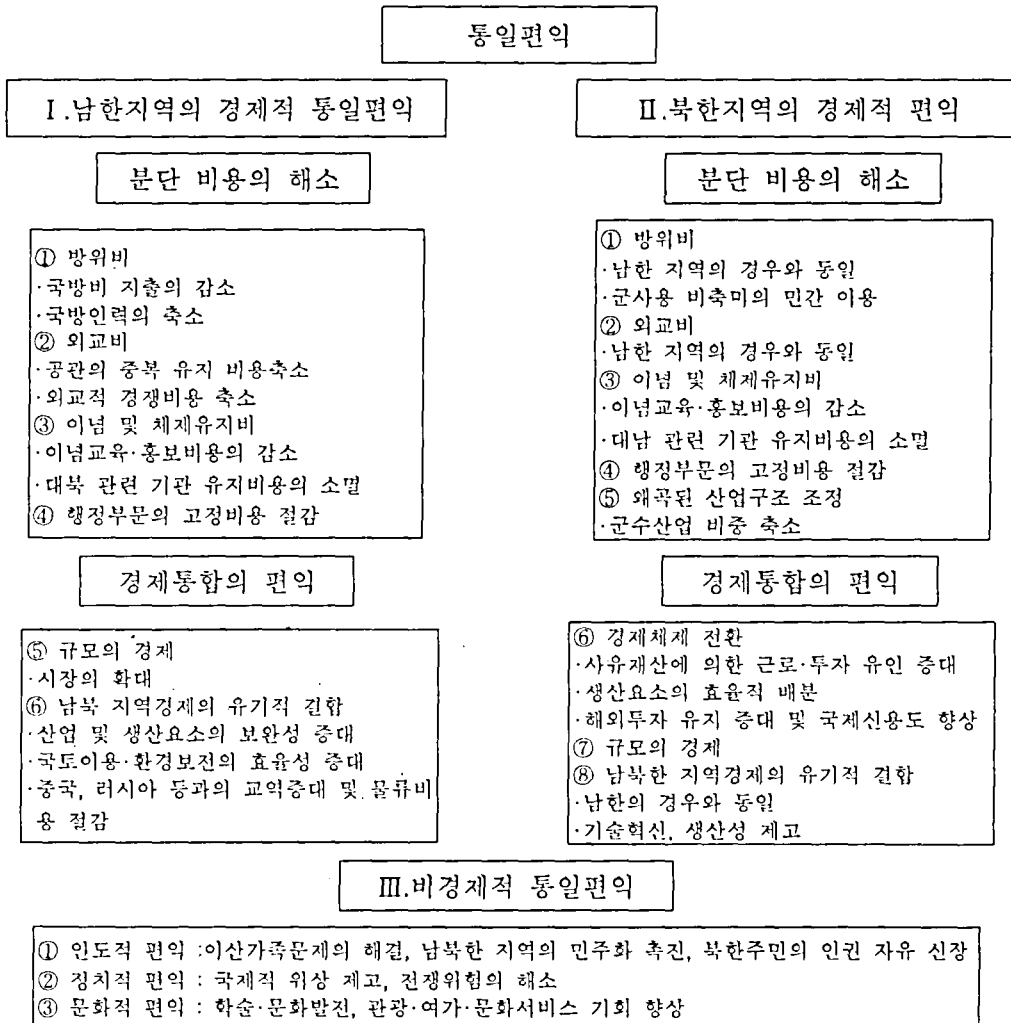 통일편익
Ⅰ.남한지역의 경제적 통일편익
분단 비용의 해소
① 방위비
·국방비 지출의 감소
·국방인력의 축소
② 외교비
·공관의 중복 유지 비용축소
·외교적 경쟁비용 축소
③ 이념 및 체제유지비
·이념교육·홍보비용의 감소
·대북 관련 기관 유지비용의 소멸
④ 행정부문의 고정비용 절감
경제통합의 편익
⑤ 규모의 경제
·시장의 확대
⑥ 남북 지역경제의 유기적 결합
·산업 및 생산요소의 보완성 증대
·국토이용·환경보전의 효율성 증대
·중국, 러시아 등과의 교역증대 및 물류비
용 절감
Ⅱ.북한지역의 경제적 편익
분단 비용의 해소
① 방위비
·남한 지역의 경우와 동일
·군사용 비축미의 민간 이용
② 외교비
·남한 지역의 경우와 동일
③ 이념 및 체제유지비
·이념교육·홍보비용의 감소
·대남 관련 기관 유지비용의 소멸
④ 행정부문의 고정비용 절감
⑤ 왜곡된 산업구조 조정
·군수산업 비중 축소
경제통합의 편익
⑥ 경제체제 전환
·사유재산에 의한 근로·투자 유인 증대
·생산요소의 효율적 배분
·해외투자 유지 증대 및 국제신용도 향상
⑦ 규모의 경제
⑧ 남북한 지역경제의 유기적 결합
·남한의 경우와 동일
·기술혁신, 생산성 제고
Ⅲ.비경제적 통일편익
① 인도적 편익 :이산가족문제의 해결, 남북한 지역의 민주화 촉진, 북한주민의 인권 자유 신장
② 정치적 편익 : 국제적 위상 제고, 전쟁위험의 해소
③ 문화적 편익 : 학술·문화발전, 관광·여가·문화서비스 기회 향상